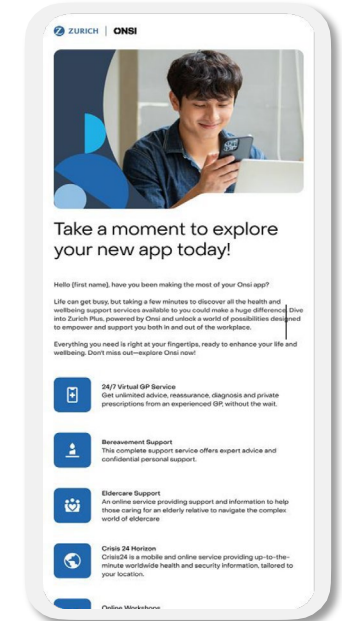 ZURICH | ONSI
Take a moment to explore
your new app today!
Hello [first name], have you been making the most of your Onsi app?
Life can get busy, but taking a few minutes to discover all the health and
wellbeing support services available to you could make a huge difference. Dive
into Zurich Plus, powered by Onsi and unlock a world of possibilities designed
to empower and support you both in and out of the workplace.
Everything you need is right at your fingertips, ready to enhance your life and
wellbeing. Don't miss out—explore Onsi now!
24/7 Virtual GP Service
Get unlimited advice, reassurance, diagnosis and private
prescriptions from an experienced GP, without the wait.
Bereavement Support
This complete support service offers expert advice and
confidential personal support.
Eldercare Support
An online service providing support and information to help
those caring for an elderly relative to navigate the complex
world of eldercare
Crisis 24 Horizon
Crisis24 is a mobile and online service providing up-to-the-
minute worldwide health and security information, tailored to
your location.
Online Workshops